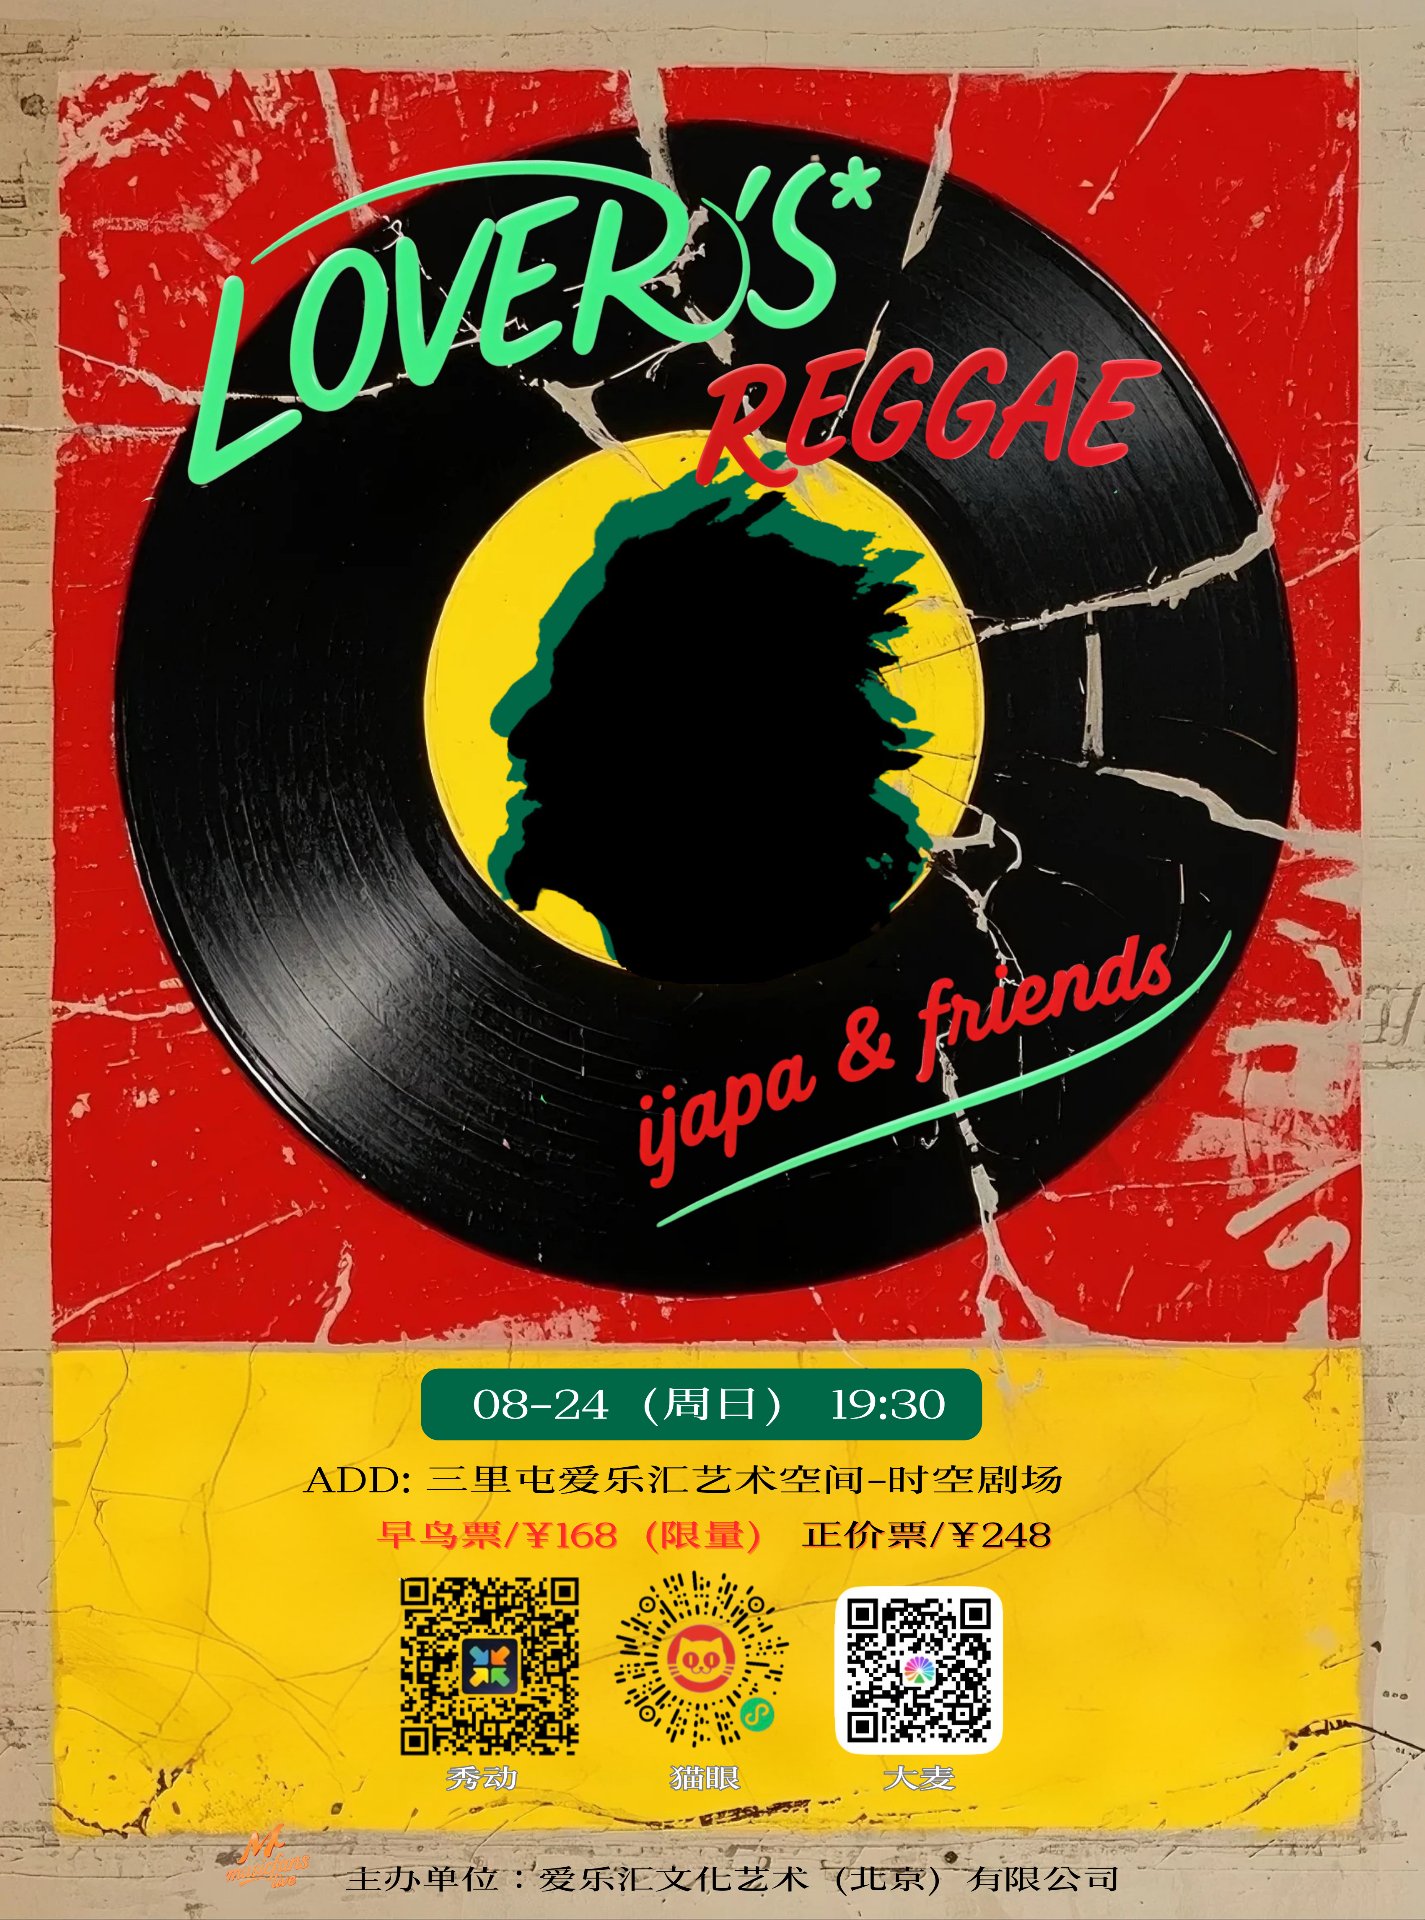 LOVER'S*
REGGAE
ijapa & friends
08-24（周日） 19:30
ADD: 三里屯爱乐汇艺术空间-时空剧场
早鸟票/¥168（限量） 正价票/¥248
秀动 猫眼 大麦
主办单位：爱乐汇文化艺术（北京）有限公司